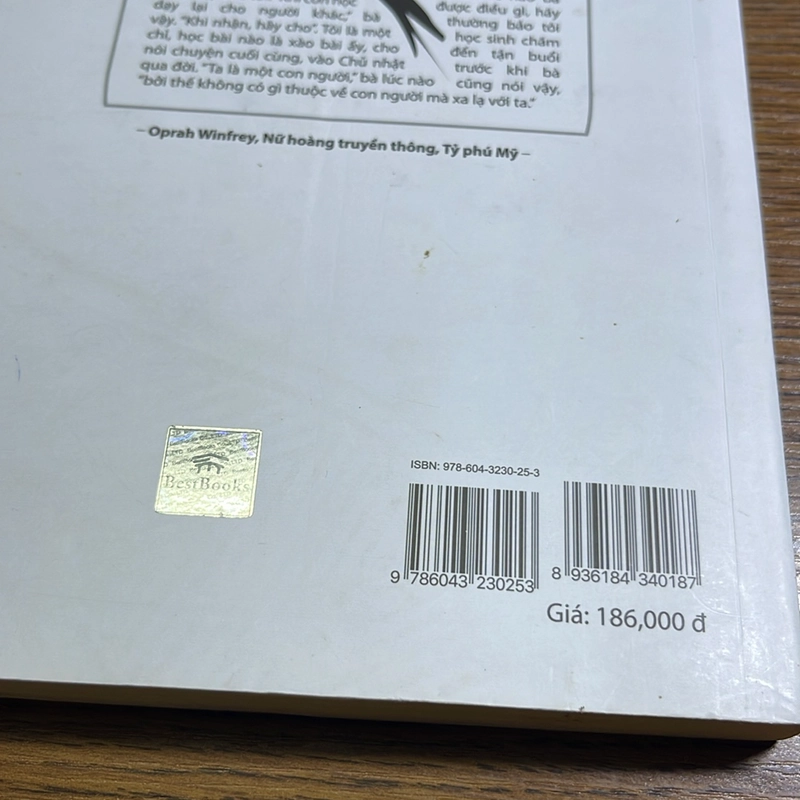 dạy lại cho người khác," bà được điều gì, hãy
vậy. "Khi nhận, hãy cho". Tôi là một thường bảo tôi
chỉ, học bài nào là xào bài ấy, cho học sinh chăm
nói chuyện cuối cùng, vào Chủ nhật đến tận buổi
qua đời. "Ta là một con người," bà lúc nào trước khi bà
"bởi thế không có gì thuộc về con người mà xa lạ với ta." cũng nói vậy,
– Oprah Winfrey, Nữ hoàng truyền thông, Tỷ phú Mỹ –
BestBooks
ISBN: 978-604-3230-25-3
9 786043 230253
8 936184 340187
Giá: 186,000 đ